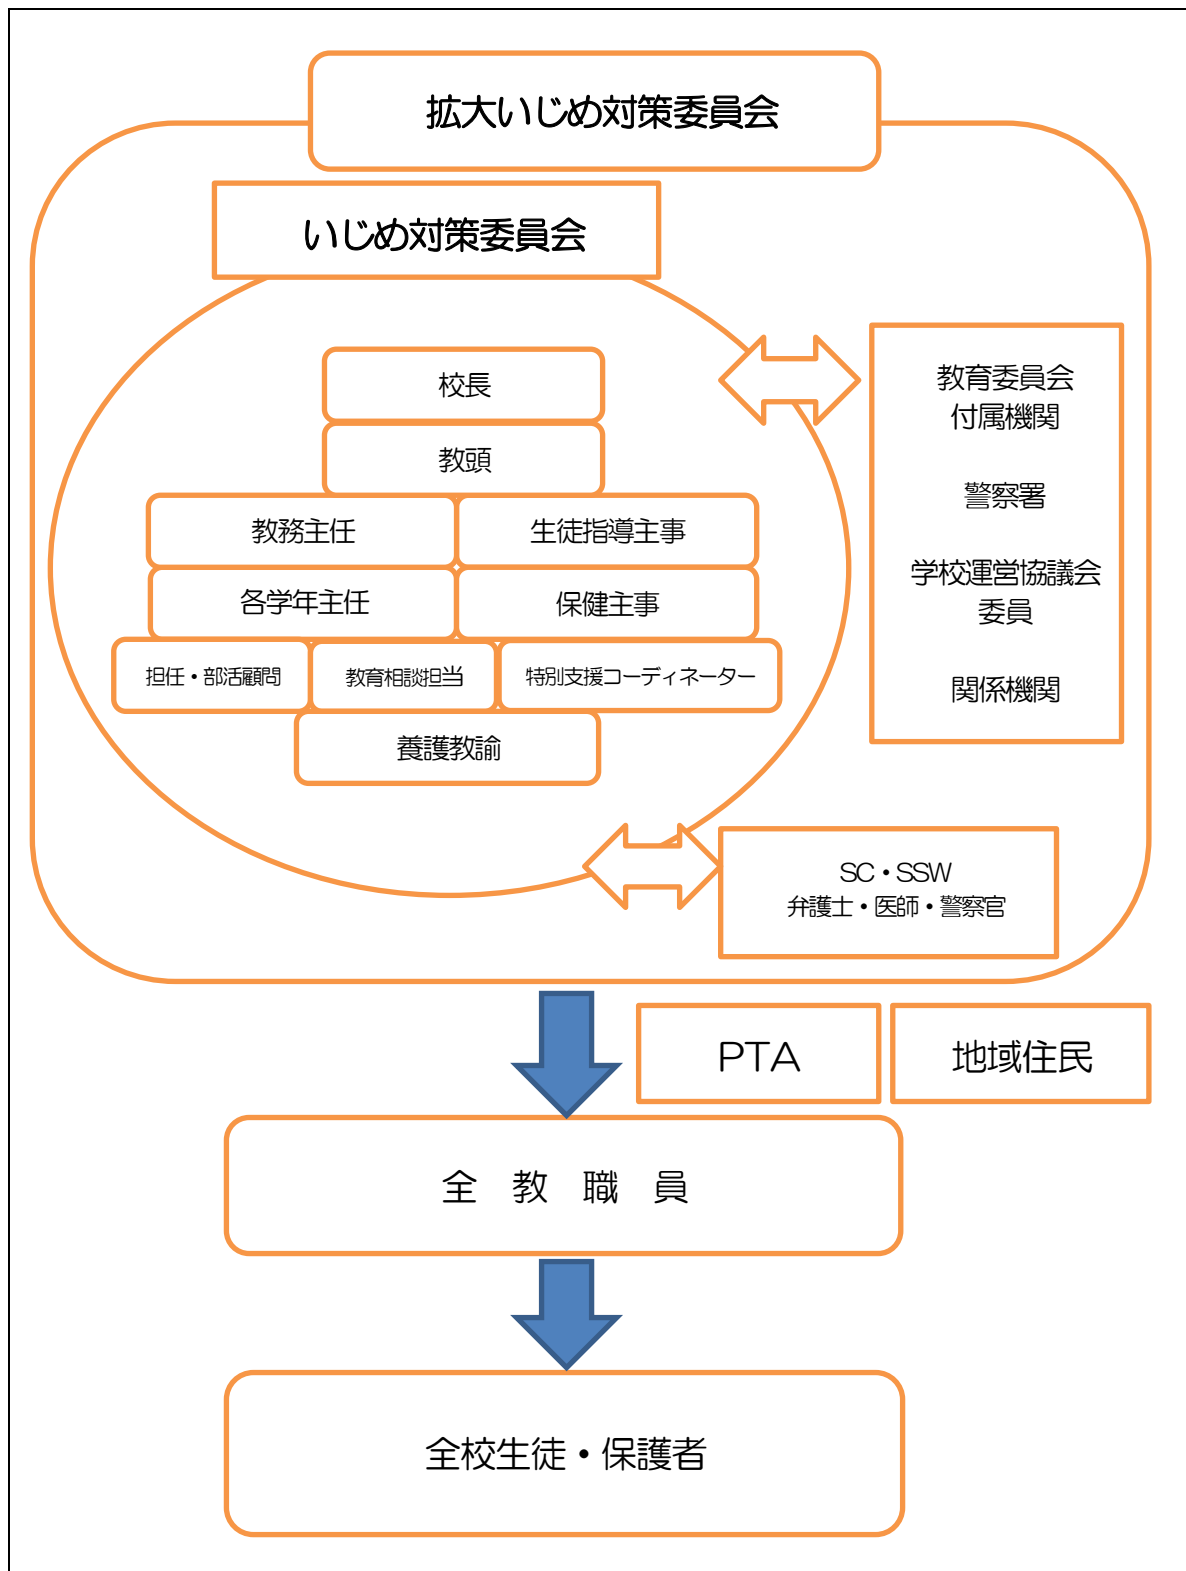 拡大いじめ対策委員会
いじめ対策委員会
校長
教頭
教務主任
生徒指導主事
各学年主任
保健主事
担任・部活顧問
教育相談担当
特別支援コーディネーター
養護教諭
教育委員会
付属機関
警察署
学校運営協議会
委員
関係機関
SC・SSW
弁護士・医師・警察官
PTA
地域住民
全　教　職　員
全校生徒・保護者